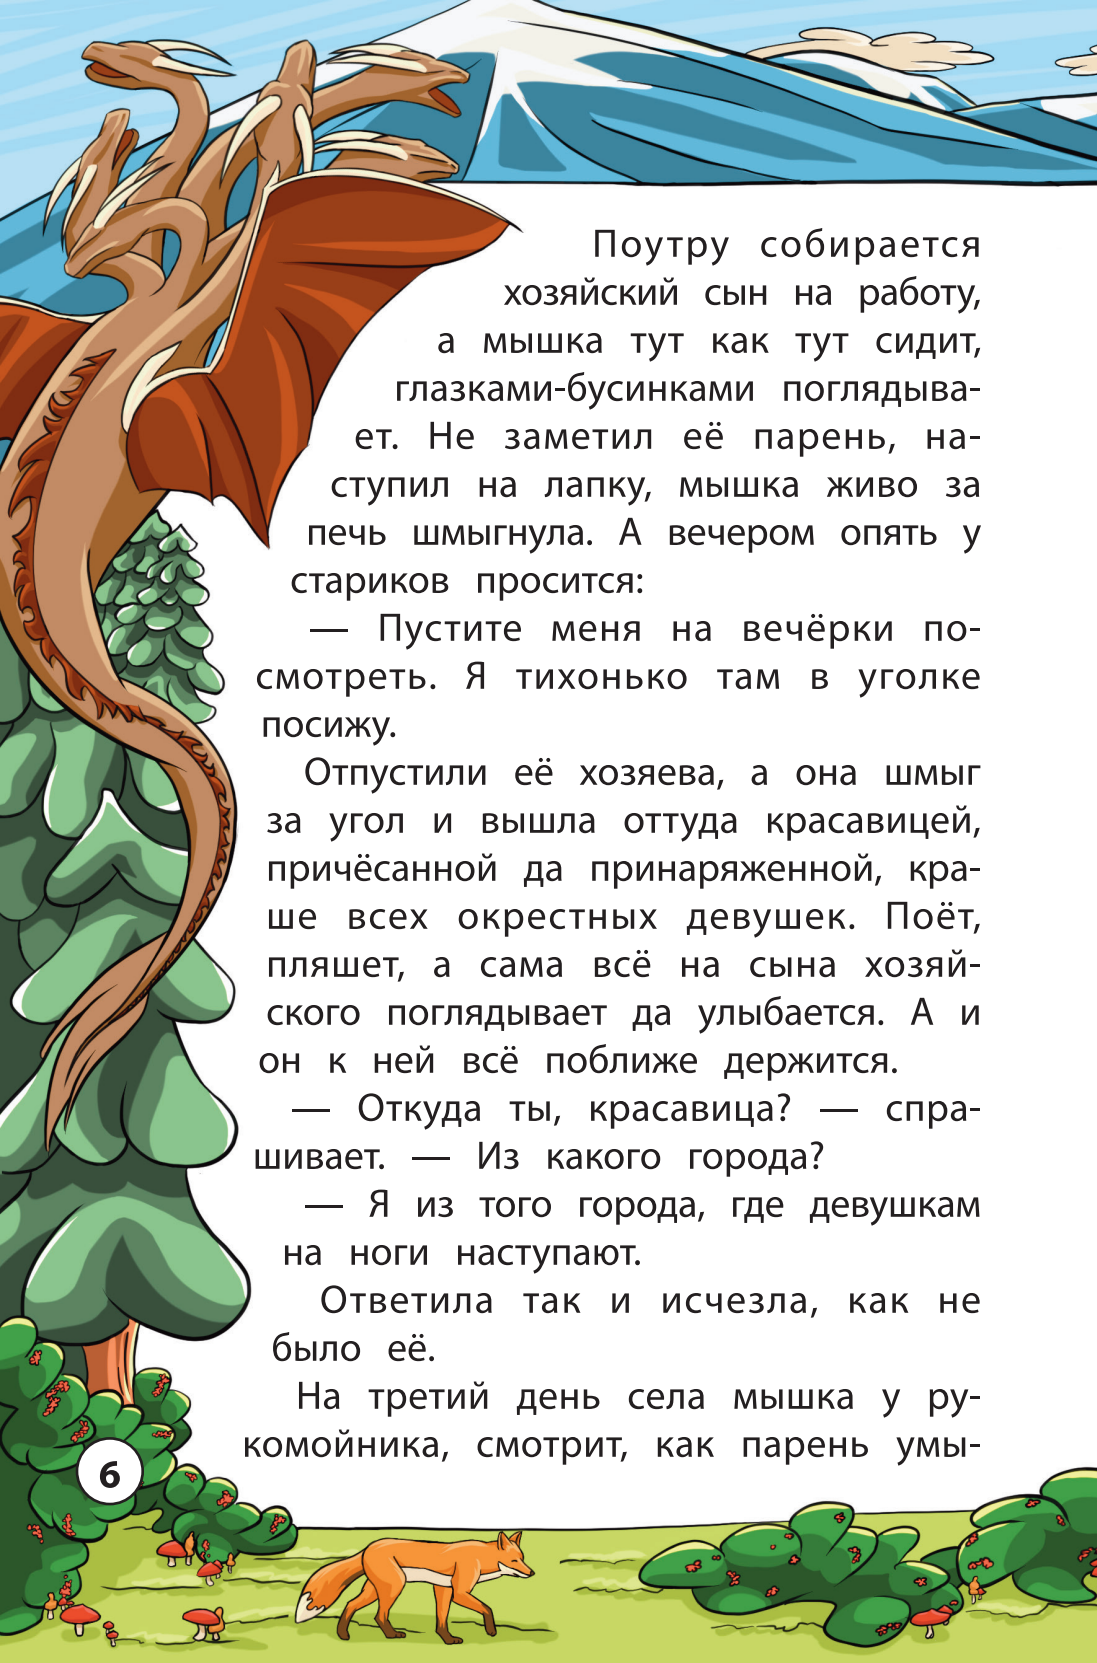 Поутру собирается
хозяйский сын на работу,
а мышка тут как тут сидит,
глазками-бусинками поглядыва-
ет. Не заметил её парень, на-
ступил на лапку, мышка живо за
печь шмыгнула. А вечером опять у
стариков просится:
— Пустите меня на вечёрки по-
смотреть. Я тихонько там в уголке
посижу.
Отпустили её хозяева, а она шмыг
за угол и вышла оттуда красавицей,
причёсанной да принаряженной, кра-
ше всех окрестных девушек. Поёт,
пляшет, а сама всё на сына хозяй-
ского поглядывает да улыбается. А и
он к ней всё поближе держится.
— Откуда ты, красавица? — спра-
шивает. — Из какого города?
— Я из того города, где девушкам
на ноги наступают.
Ответила так и исчезла, как не
было её.
На третий день села мышка у ру-
комойника, смотрит, как парень умы-
6